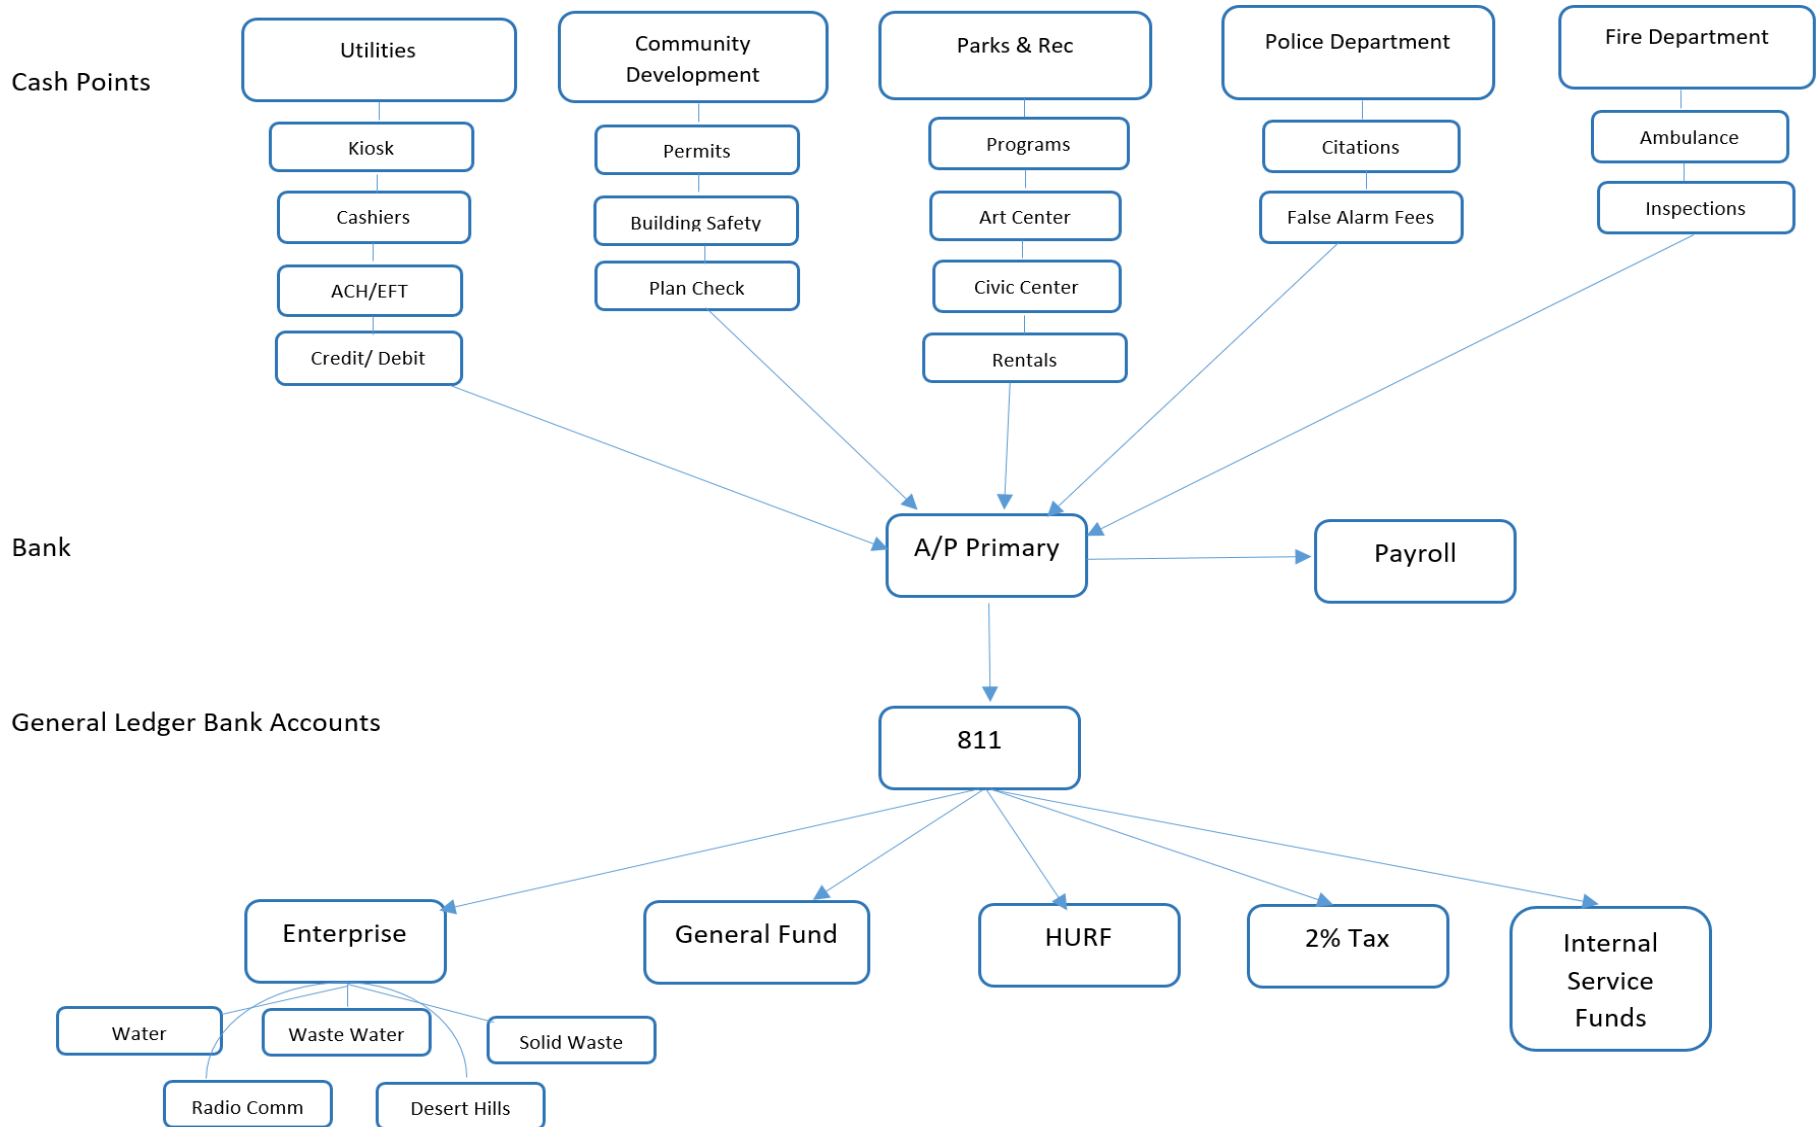 Cash Points
Utilities
Kiosk
Cashiers
ACH/EFT
Credit/ Debit
Community
Development
Permits
Building Safety
Plan Check
Parks & Rec
Programs
Art Center
Civic Center
Rentals
Police Department
Citations
False Alarm Fees
Fire Department
Ambulance
Inspections
Bank
A/P Primary
Payroll
General Ledger Bank Accounts
811
Enterprise
Water
Waste Water
Solid Waste
Radio Comm
Desert Hills
General Fund
HURF
2% Tax
Internal
Service
Funds